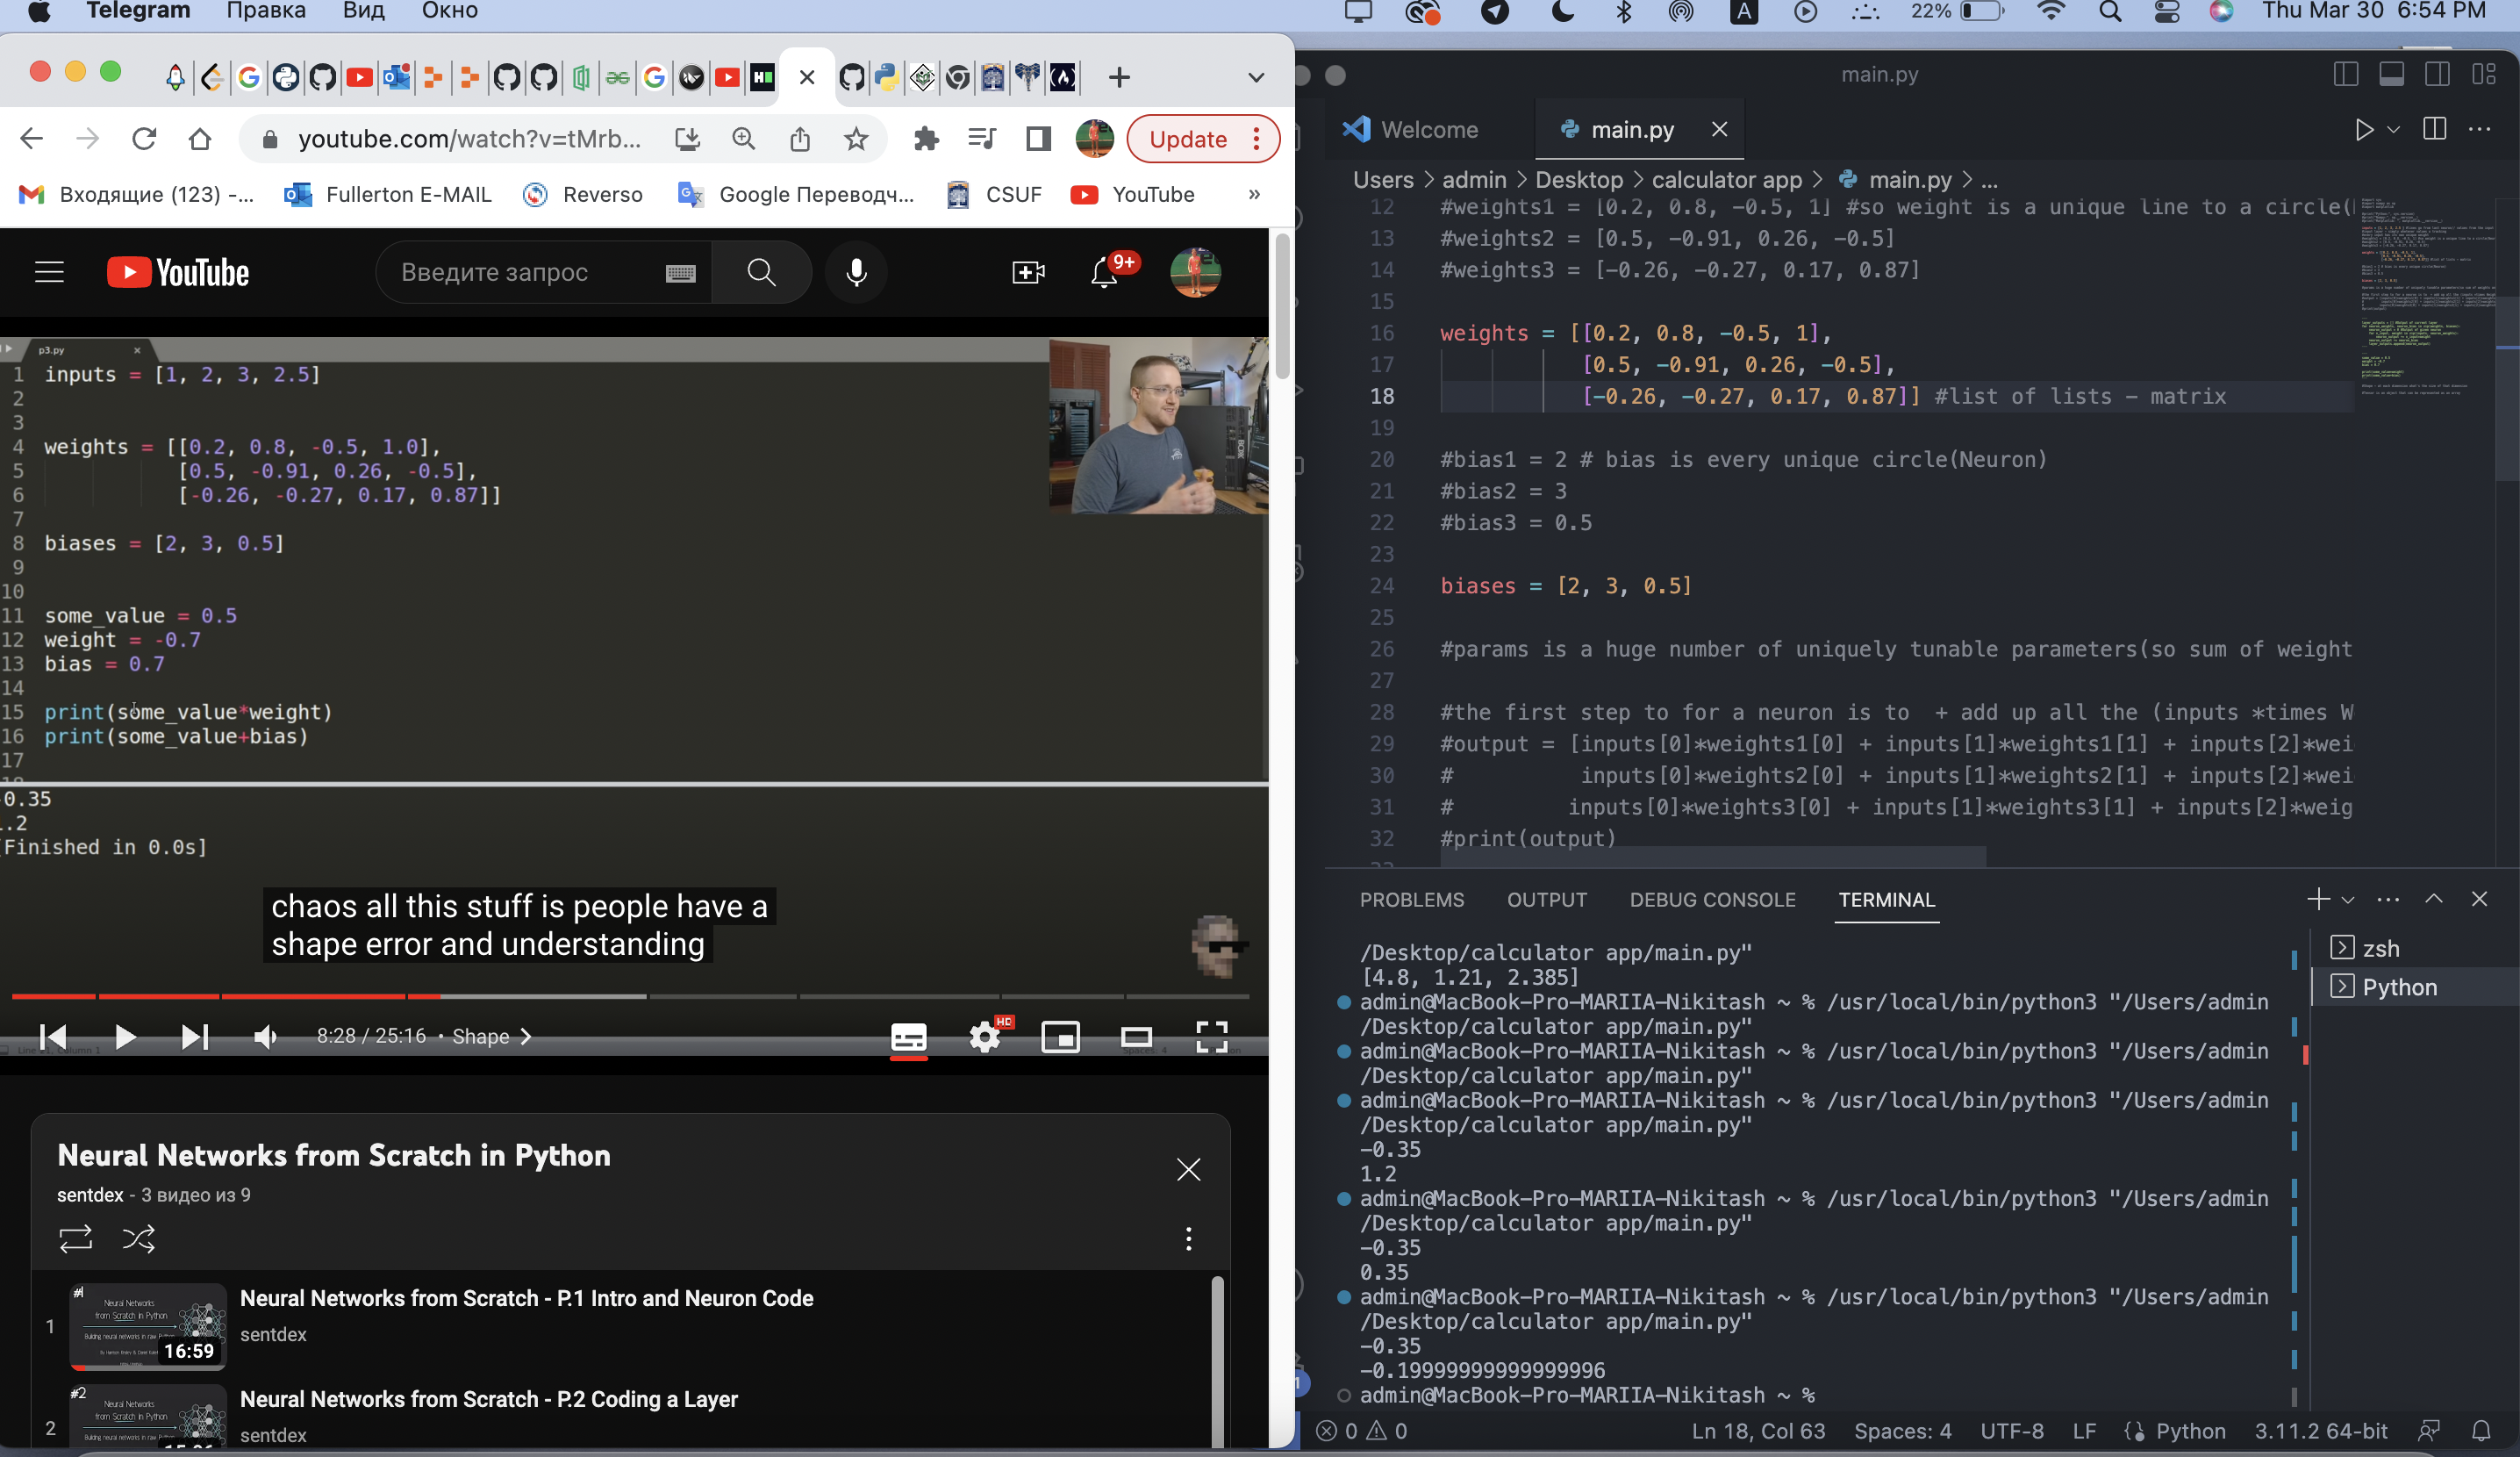 Telegram Правка Вид Окно
22% Thu Mar 30 6:54 PM
youtube.com/watch?v=tMrb... Update
Входящие (123) -... Fullerton E-MAIL Reverso Google Переводч... CSUF YouTube »
YouTube Введите запрос 9+
p3.py ×
1 inputs = [1, 2, 3, 2.5]
2
3
4 weights = [[0.2, 0.8, -0.5, 1.0],
5 [0.5, -0.91, 0.26, -0.5],
6 [-0.26, -0.27, 0.17, 0.87]]
7
8 biases = [2, 3, 0.5]
9
10
11 some_value = 0.5
12 weight = -0.7
13 bias = 0.7
14
15 print(some_value*weight)
16 print(some_value+bias)
17
-0.35
1.2
[Finished in 0.0s]
chaos all this stuff is people have a
shape error and understanding
8:28 / 25:16 • Shape
HD
Neural Networks from Scratch in Python
sentdex - 3 видео из 9
1
#1
Neural Networks
from Scratch in Python
16:59
Neural Networks from Scratch - P.1 Intro and Neuron Code
sentdex
2
#2
Neural Networks
from Scratch in Python
Neural Networks from Scratch - P.2 Coding a Layer
sentdex
main.py
Welcome main.py
Users > admin > Desktop > calculator app > main.py > ...
12 #weights1 = [0.2, 0.8, -0.5, 1] #so weight is a unique line to a circle(
13 #weights2 = [0.5, -0.91, 0.26, -0.5]
14 #weights3 = [-0.26, -0.27, 0.17, 0.87]
15
16 weights = [[0.2, 0.8, -0.5, 1],
17 [0.5, -0.91, 0.26, -0.5],
18 [-0.26, -0.27, 0.17, 0.87]] #list of lists - matrix
19
20 #bias1 = 2 # bias is every unique circle(Neuron)
21 #bias2 = 3
22 #bias3 = 0.5
23
24 biases = [2, 3, 0.5]
25
26 #params is a huge number of uniquely tunable parameters(so sum of weight
27
28 #the first step to for a neuron is to + add up all the (inputs *times W
29 #output = [inputs[0]*weights1[0] + inputs[1]*weights1[1] + inputs[2]*wei
30 # inputs[0]*weights2[0] + inputs[1]*weights2[1] + inputs[2]*wei
31 # inputs[0]*weights3[0] + inputs[1]*weights3[1] + inputs[2]*weig
32 #print(output)
PROBLEMS OUTPUT DEBUG CONSOLE TERMINAL
zsh
Python
/Desktop/calculator app/main.py"
[4.8, 1.21, 2.385]
admin@MacBook-Pro-MARIIA-Nikitash ~ % /usr/local/bin/python3 "/Users/admin
/Desktop/calculator app/main.py"
admin@MacBook-Pro-MARIIA-Nikitash ~ % /usr/local/bin/python3 "/Users/admin
/Desktop/calculator app/main.py"
admin@MacBook-Pro-MARIIA-Nikitash ~ % /usr/local/bin/python3 "/Users/admin
/Desktop/calculator app/main.py"
-0.35
1.2
admin@MacBook-Pro-MARIIA-Nikitash ~ % /usr/local/bin/python3 "/Users/admin
/Desktop/calculator app/main.py"
-0.35
0.35
admin@MacBook-Pro-MARIIA-Nikitash ~ % /usr/local/bin/python3 "/Users/admin
/Desktop/calculator app/main.py"
-0.35
-0.19999999999999996
admin@MacBook-Pro-MARIIA-Nikitash ~ %
0 0 Ln 18, Col 63 Spaces: 4 UTF-8 LF Python 3.11.2 64-bit